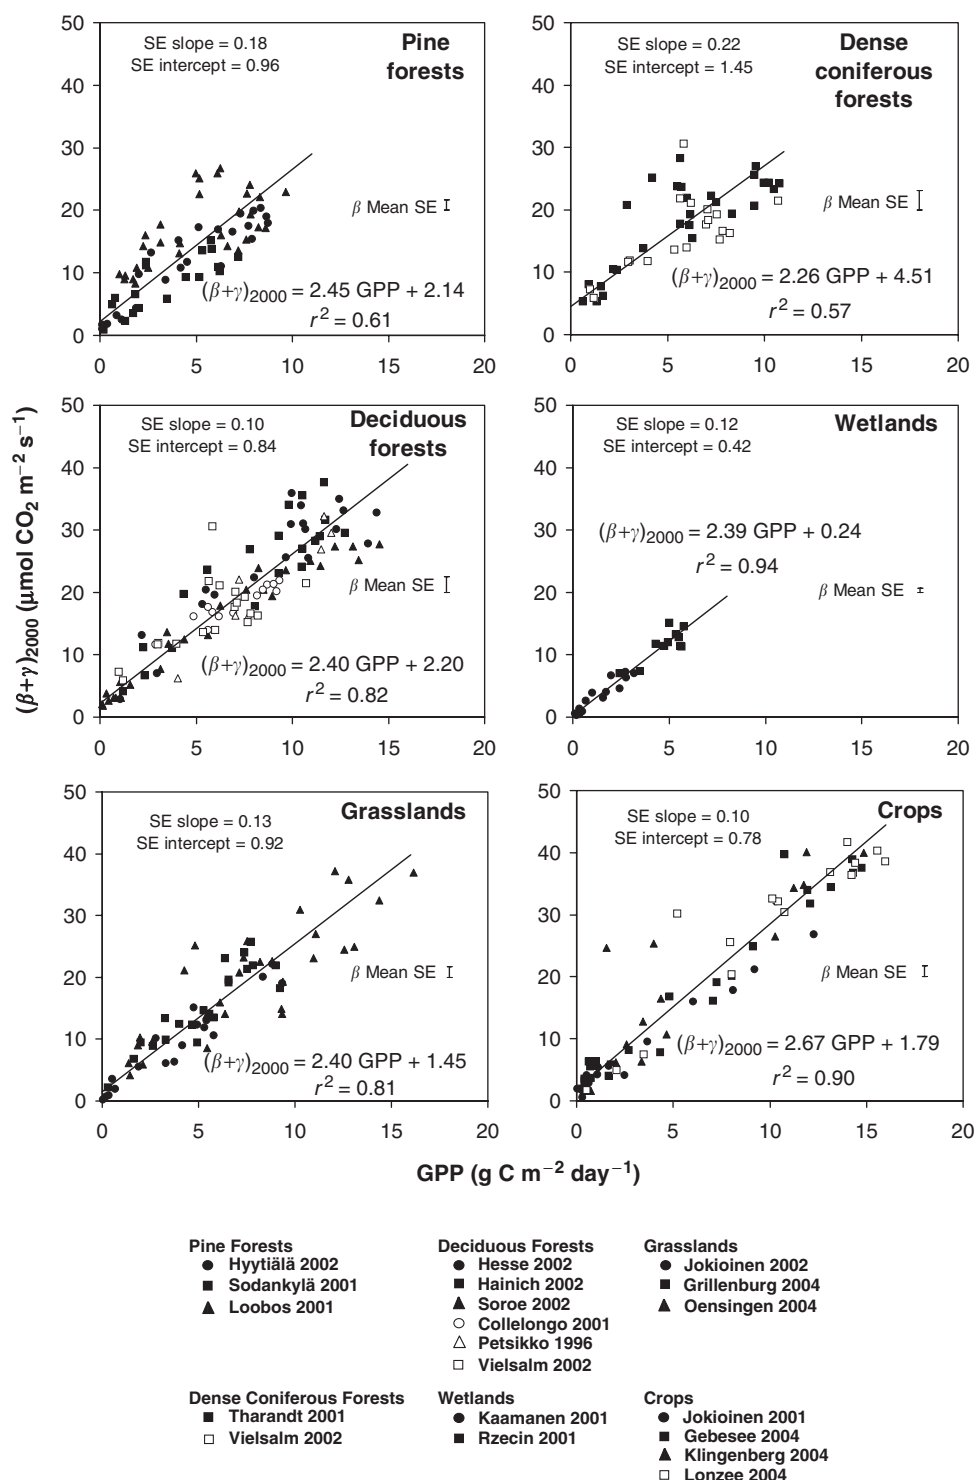 50
40
30
20
10
0
SE slope = 0.18
SE intercept = 0.96
Pine
forests
β Mean SE
(β+γ)2000 = 2.45 GPP + 2.14
r² = 0.61
0 5 10 15 20
50
40
30
20
10
0
SE slope = 0.22
SE intercept = 1.45
Dense
coniferous
forests
β Mean SE
(β+γ)2000 = 2.26 GPP + 4.51
r² = 0.57
0 5 10 15 20
(β+γ)2000 (μmol CO2 m−2 s−1)
50
40
30
20
10
0
SE slope = 0.10
SE intercept = 0.84
Deciduous
forests
β Mean SE
(β+γ)2000 = 2.40 GPP + 2.20
r² = 0.82
0 5 10 15 20
50
40
30
20
10
0
SE slope = 0.12
SE intercept = 0.42
Wetlands
(β+γ)2000 = 2.39 GPP + 0.24
r² = 0.94
β Mean SE
0 5 10 15 20
50
40
30
20
10
0
SE slope = 0.13
SE intercept = 0.92
Grasslands
β Mean SE
(β+γ)2000 = 2.40 GPP + 1.45
r² = 0.81
0 5 10 15 20
50
40
30
20
10
0
SE slope = 0.10
SE intercept = 0.78
Crops
β Mean SE
(β+γ)2000 = 2.67 GPP + 1.79
r² = 0.90
0 5 10 15 20
GPP (g C m−2 day−1)
Pine Forests
Hyytiälä 2002
Sodankylä 2001
Loobos 2001
Deciduous Forests
Hesse 2002
Hainich 2002
Soroe 2002
Collelongo 2001
Petsikko 1996
Vielsalm 2002
Grasslands
Jokioinen 2002
Grillenburg 2004
Oensingen 2004
Dense Coniferous Forests
Tharandt 2001
Vielsalm 2002
Wetlands
Kaamanen 2001
Rzecin 2001
Crops
Jokioinen 2001
Gebesee 2004
Klingenberg 2004
Lonzee 2004